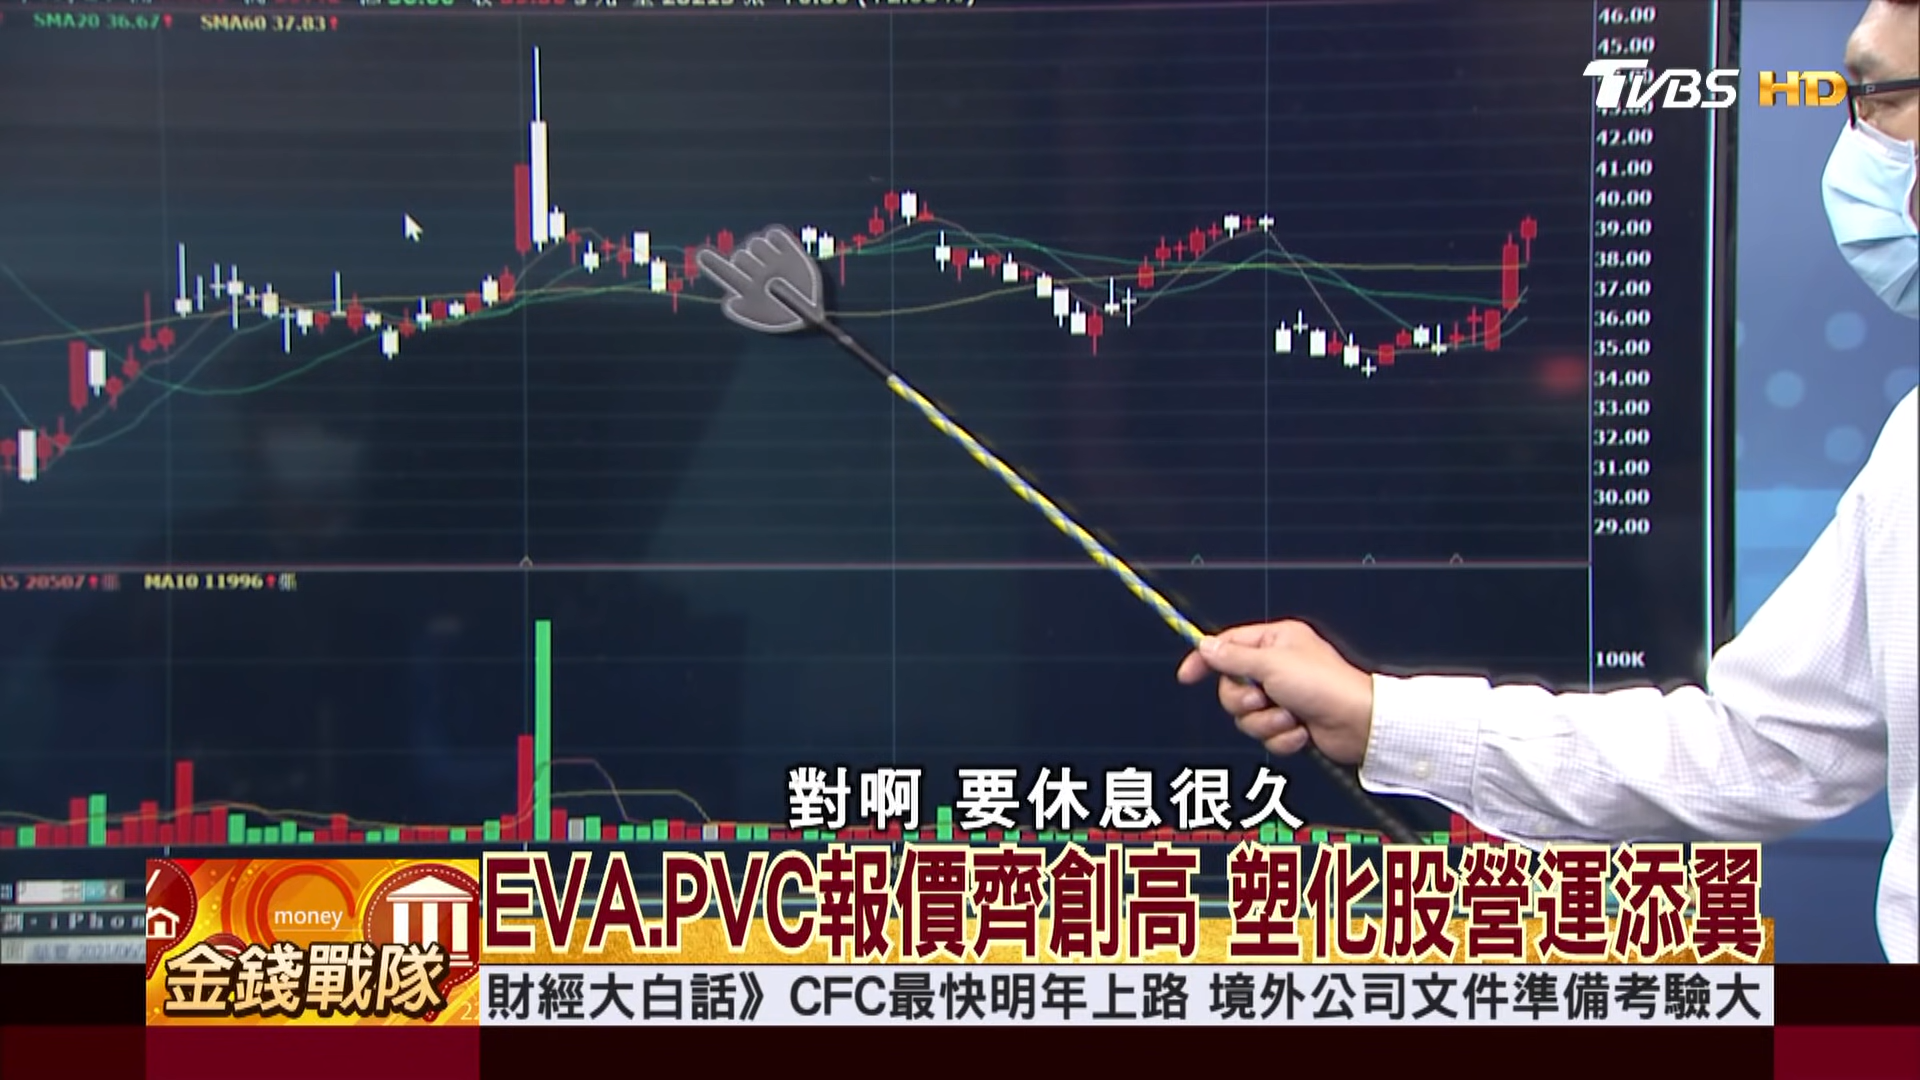 SMA20 36.67↑ SMA60 37.83↑
46.00
45.00
TVBS HD
42.00
41.00
40.00
39.00
38.00
37.00
36.00
35.00
34.00
33.00
32.00
31.00
30.00
29.00
20507↑張 MA10 11996↑張
100K
對啊 要休息很久
EVA.PVC報價齊創高 塑化股營運添翼
money
金錢戰隊
財經大白話》CFC最快明年上路 境外公司文件準備考驗大